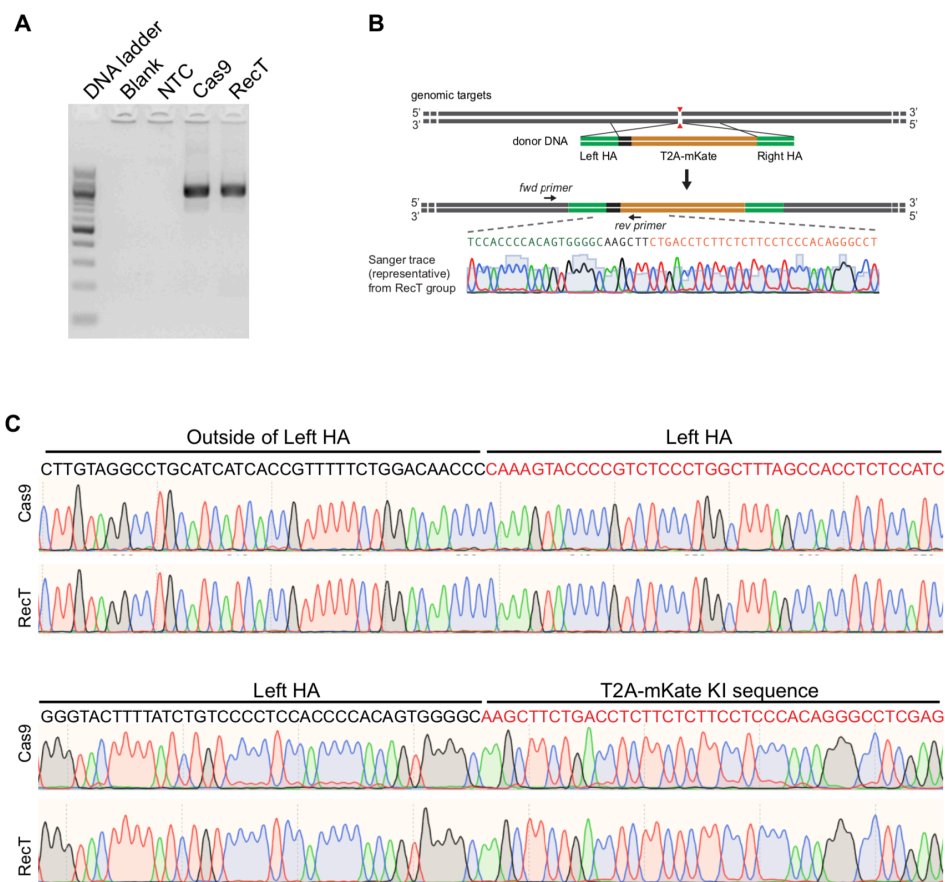 A
DNA ladder
Blank
NTC
Cas9
RecT
B
genomic targets
5'
3'
3'
5'
donor DNA
Left HA
T2A-mKate
Right HA
fwd primer
5'
3'
3'
5'
rev primer
TCCACCCCACAGTGGGGCAAGCTTCTGACCTCTTCTCTTCCTCCCACAGGGCCT
Sanger trace
(representative)
from RecT group
C
Outside of Left HA
Left HA
CTTGTAGGCCTGCATCATCACCGTTTTTCTGGACAACCCCAAAGTACCCCGTCTCCCTGGCTTTAGCCACCTCTCCATC
Cas9
RecT
Left HA
T2A-mKate KI sequence
GGGTACTTTTATCTGTCCCCTCCACCCCACAGTGGGGCAAGCTTCTGACCTCTTCTCTTCCTCCCACAGGGCCTCGAG
Cas9
RecT